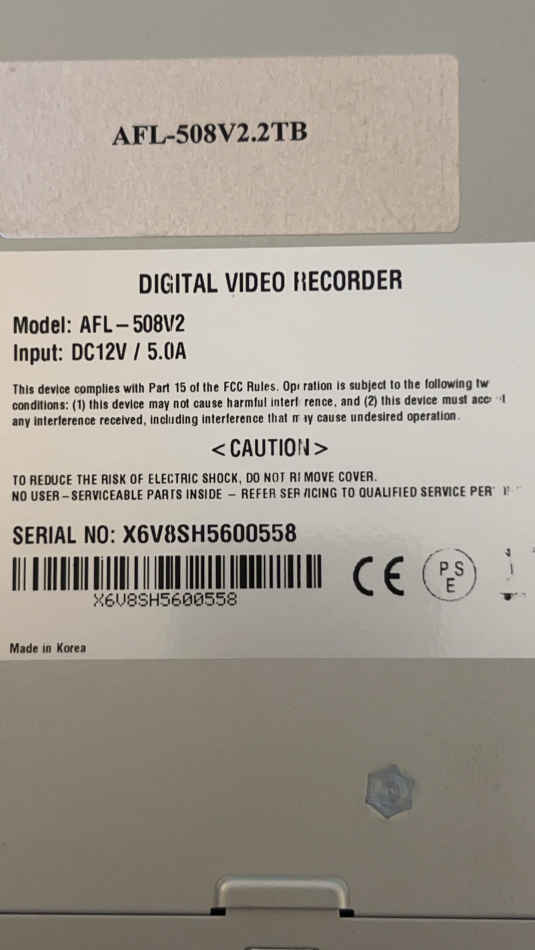 AFL-508V2.2TB
DIGITAL VIDEO RECORDER
Model: AFL-508V2
Input: DC12V / 5.0A
This device complies with Part 15 of the FCC Rules. Operation is subject to the following
conditions: (1) this device may not cause harmful interference, and (2) this device must
any interference received, including interference that may cause undesired operation.
<CAUTION>
TO REDUCE THE RISK OF ELECTRIC SHOCK, DO NOT REMOVE COVER.
NO USER-SERVICEABLE PARTS INSIDE - REFER SERVICING TO QUALIFIED SERVICE
SERIAL NO: X6V8SH5600558
X6V8SH5600558
CE
PS
E
Made in Korea